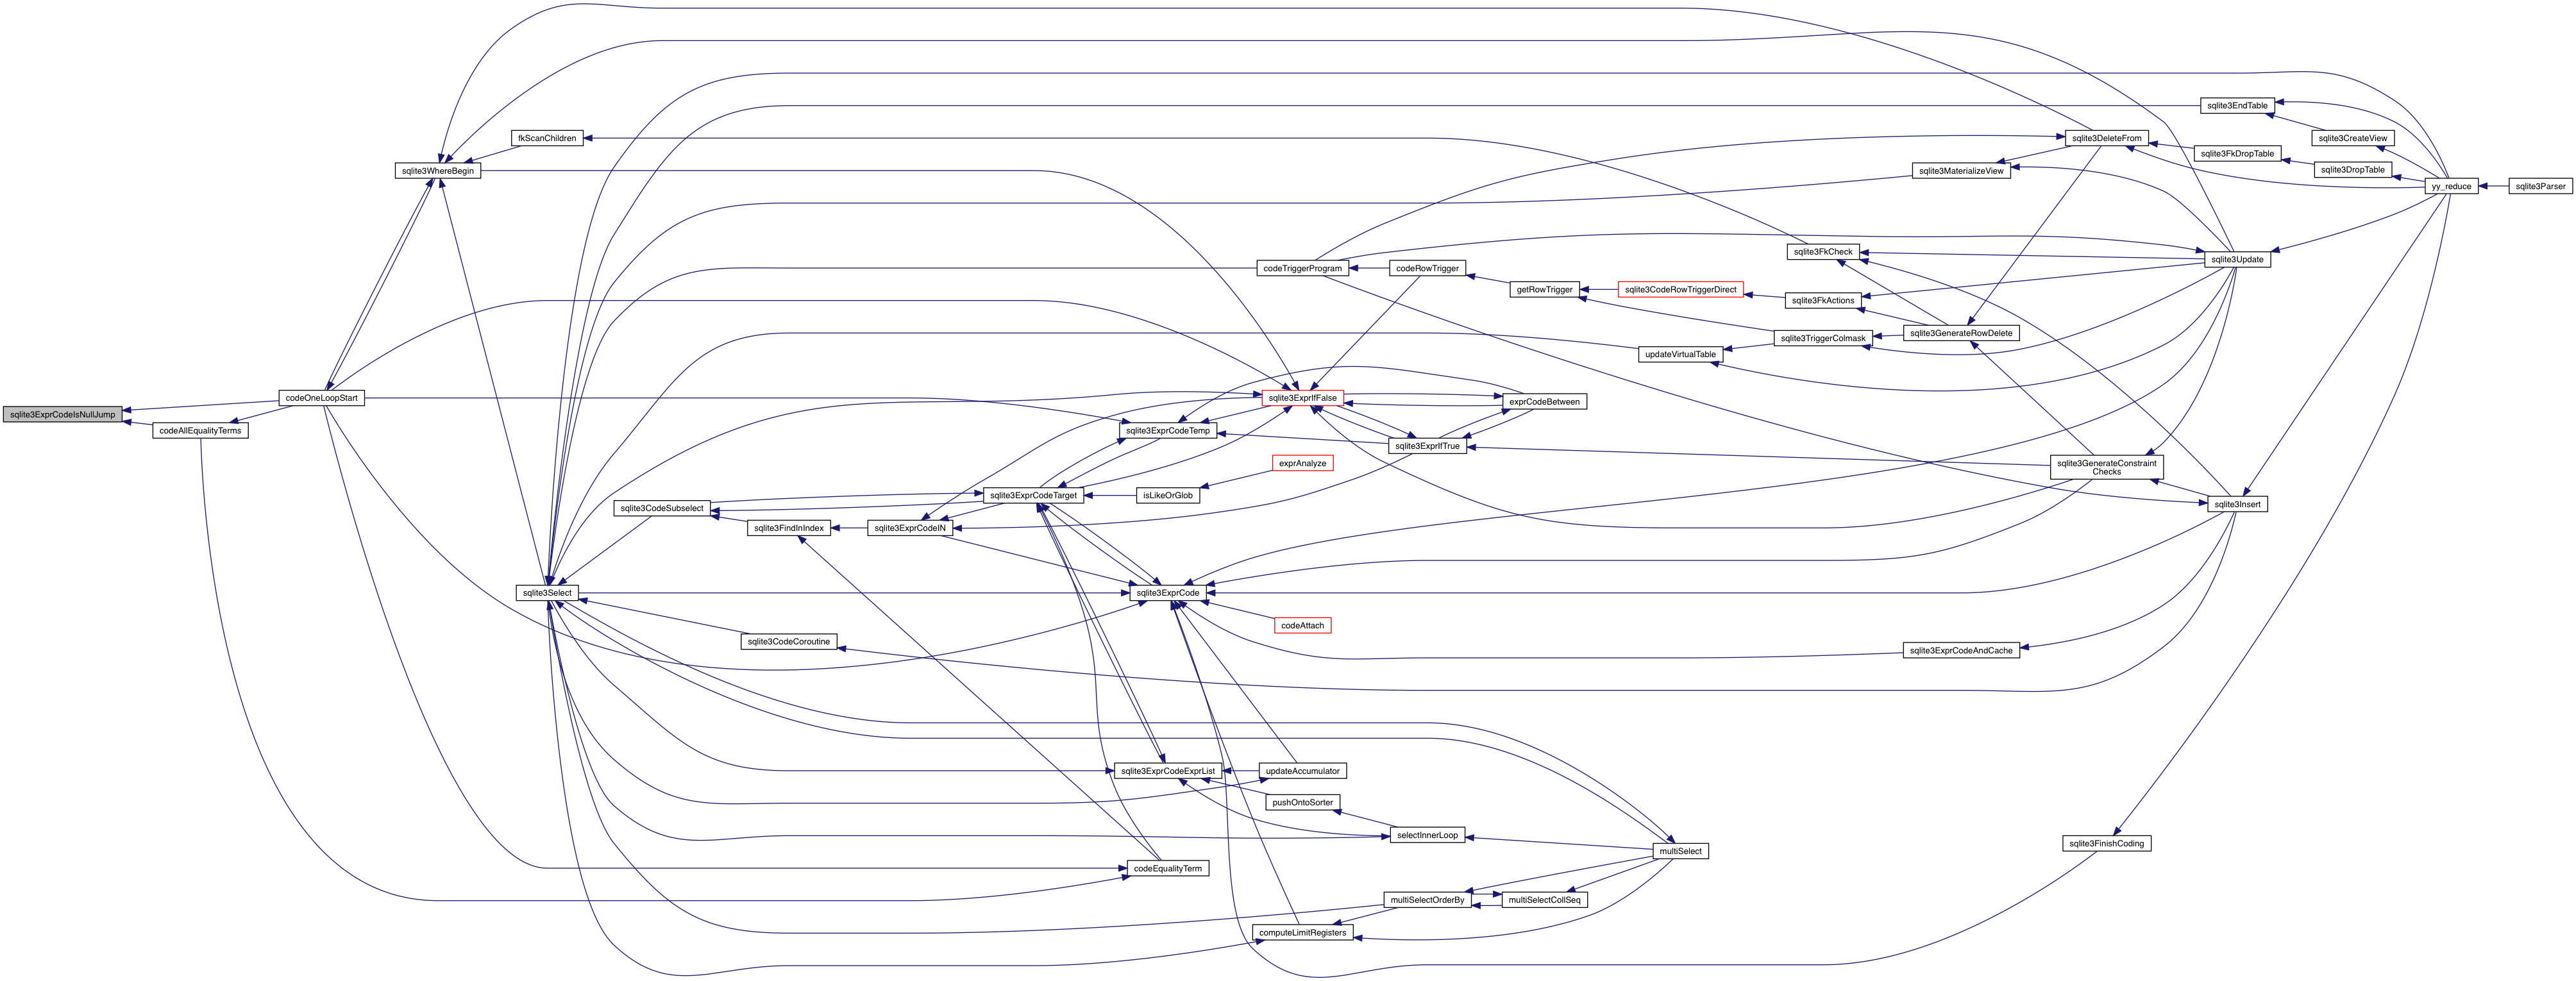 sqlite3EndTable
fkScanChildren
sqlite3DeleteFrom
sqlite3CreateView
sqlite3FkDropTable
sqlite3WhereBegin
sqlite3MaterializeView
sqlite3DropTable
yy_reduce
sqlite3Parser
sqlite3FkCheck
sqlite3Update
codeTriggerProgram
codeRowTrigger
getRowTrigger
sqlite3CodeRowTriggerDirect
sqlite3FkActions
sqlite3GenerateRowDelete
sqlite3TriggerColmask
updateVirtualTable
codeOneLoopStart
sqlite3ExprIfFalse
exprCodeBetween
sqlite3ExprCodeIsNullJump
codeAllEqualityTerms
sqlite3ExprCodeTemp
sqlite3ExprIfTrue
exprAnalyze
sqlite3GenerateConstraint
Checks
sqlite3ExprCodeTarget
isLikeOrGlob
sqlite3CodeSubselect
sqlite3Insert
sqlite3FindInIndex
sqlite3ExprCodeIN
sqlite3Select
sqlite3ExprCode
codeAttach
sqlite3CodeCoroutine
sqlite3ExprCodeAndCache
sqlite3ExprCodeExprList
updateAccumulator
pushOntoSorter
selectInnerLoop
sqlite3FinishCoding
multiSelect
codeEqualityTerm
multiSelectOrderBy
multiSelectCollSeq
computeLimitRegisters